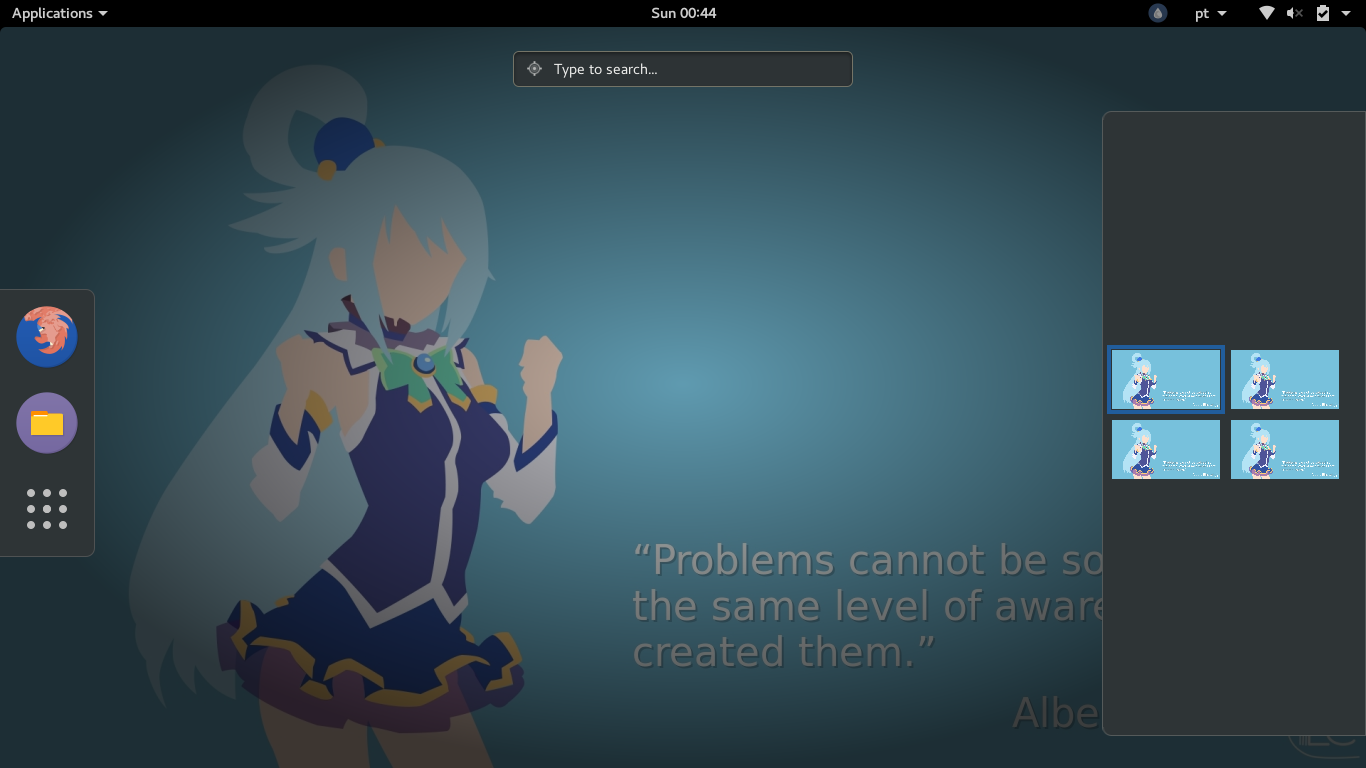 Applications
Sun 00:44
pt
Type to search...
“Problems cannot be so
the same level of aware
created them.”
Albe